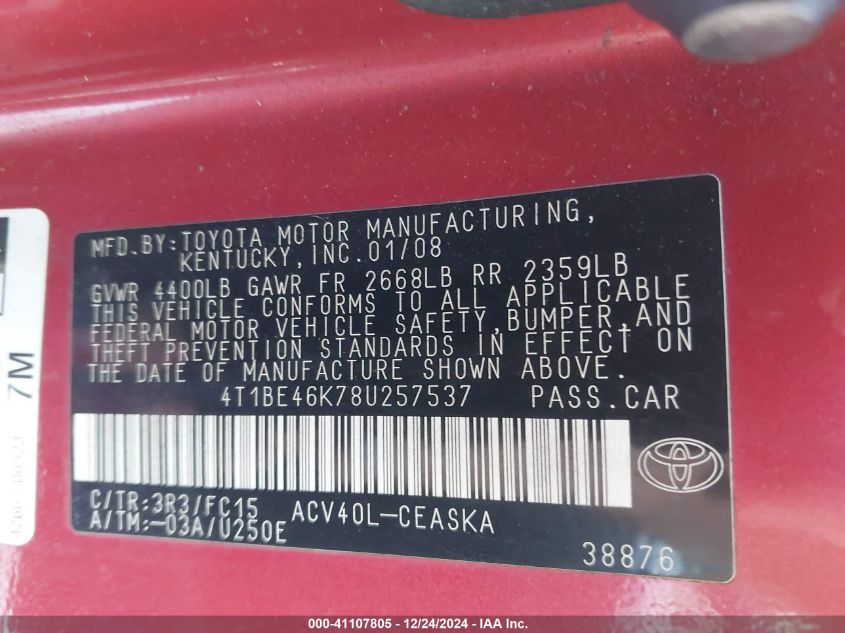 MFD.BY:TOYOTA MOTOR MANUFACTURING,
KENTUCKY,INC.01/08
GVWR 4400LB GAWR FR 2668LB RR 2359LB
THIS VEHICLE CONFORMS TO ALL APPLICABLE
FEDERAL MOTOR VEHICLE SAFETY,BUMPER,AND
THEFT PREVENTION STANDARDS IN EFFECT ON
THE DATE OF MANUFACTURE SHOWN ABOVE.
4T1BE46K78U257537 PASS.CAR
C/TR:3R3/FC15 ACV40L-CEASKA
A/TM:-03A/U250E
38876
7M
000-41107805 - 12/24/2024 - IAA Inc.